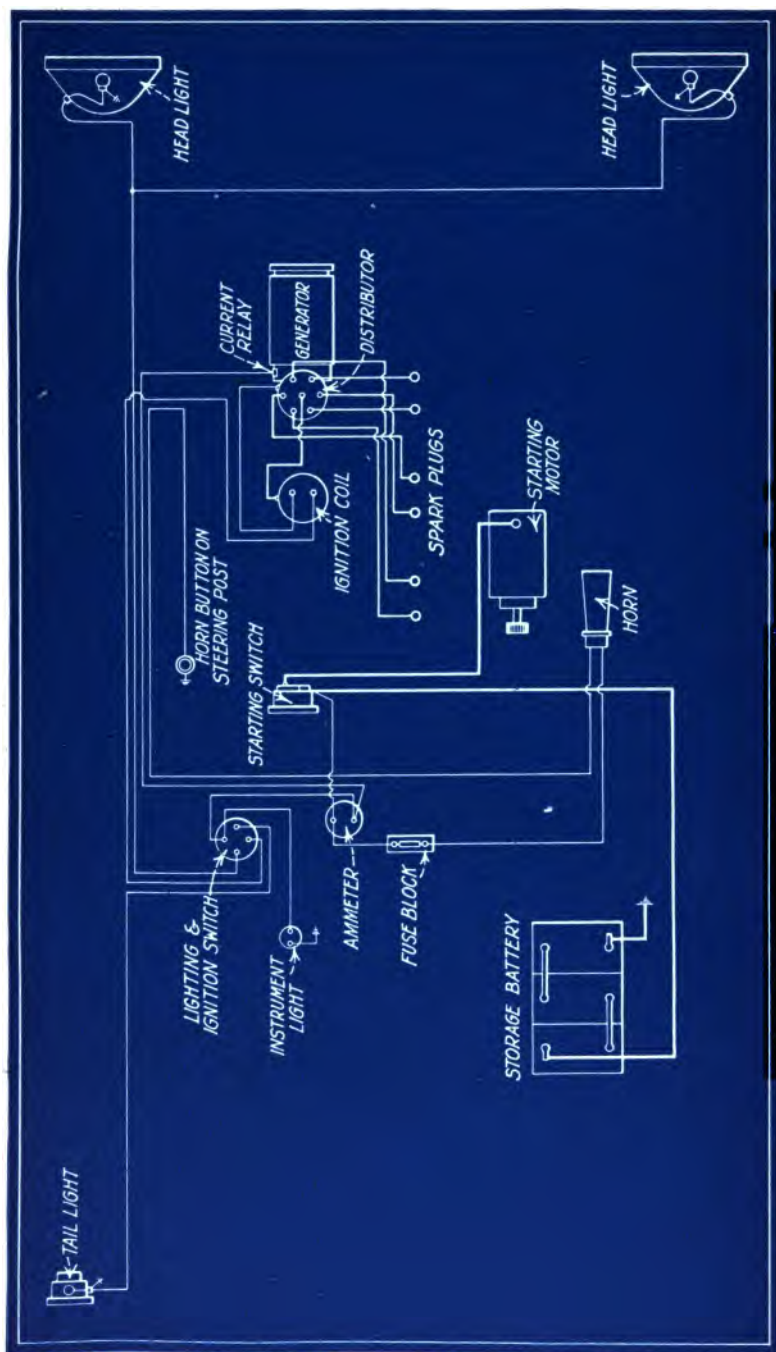 TAIL LIGHT
LIGHTING &
IGNITION SWITCH
INSTRUMENT
LIGHT
AMMETER
FUSE BLOCK
STORAGE BATTERY
HORN BUTTON ON
STEERING POST
STARTING SWITCH
IGNITION COIL
SPARK PLUGS
STARTING
MOTOR
HORN
CURRENT
RELAY
GENERATOR
DISTRIBUTOR
HEAD LIGHT
HEAD LIGHT